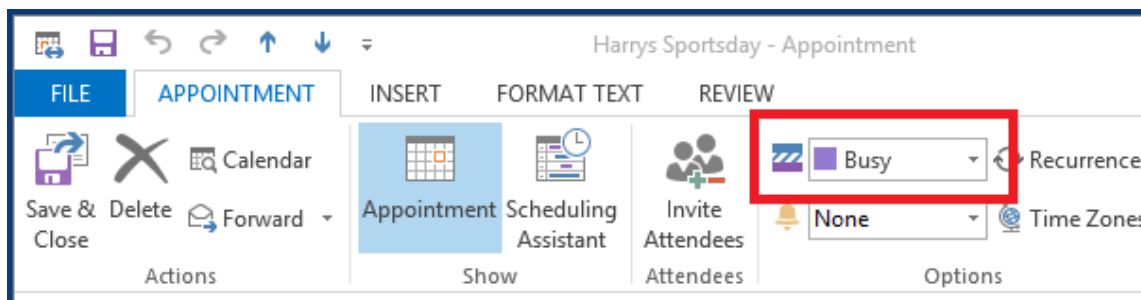 Harrys Sportsday - Appointment
FILE APPOINTMENT INSERT FORMAT TEXT REVIEW
Save & Close
Delete
Calendar
Forward
Actions
Appointment
Scheduling Assistant
Show
Invite Attendees
Attendees
Busy
Recurrence
None
Time Zones
Options